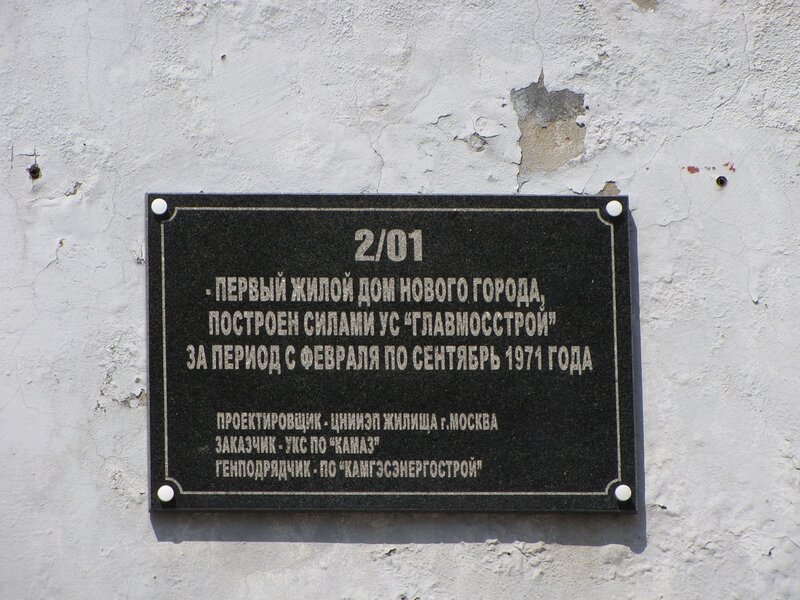 2/01
- ПЕРВЫЙ ЖИЛОЙ ДОМ НОВОГО ГОРОДА,
ПОСТРОЕН СИЛАМИ УС "ГЛАВМОССТРОЙ"
ЗА ПЕРИОД С ФЕВРАЛЯ ПО СЕНТЯБРЬ 1971 ГОДА
ПРОЕКТИРОВЩИК - ЦНИИЭП ЖИЛИЩА г.МОСКВА
ЗАКАЗЧИК - УКС ПО "КАМАЗ"
ГЕНПОДРЯДЧИК - ПО "КАМГЭСЭНЕРГОСТРОЙ"